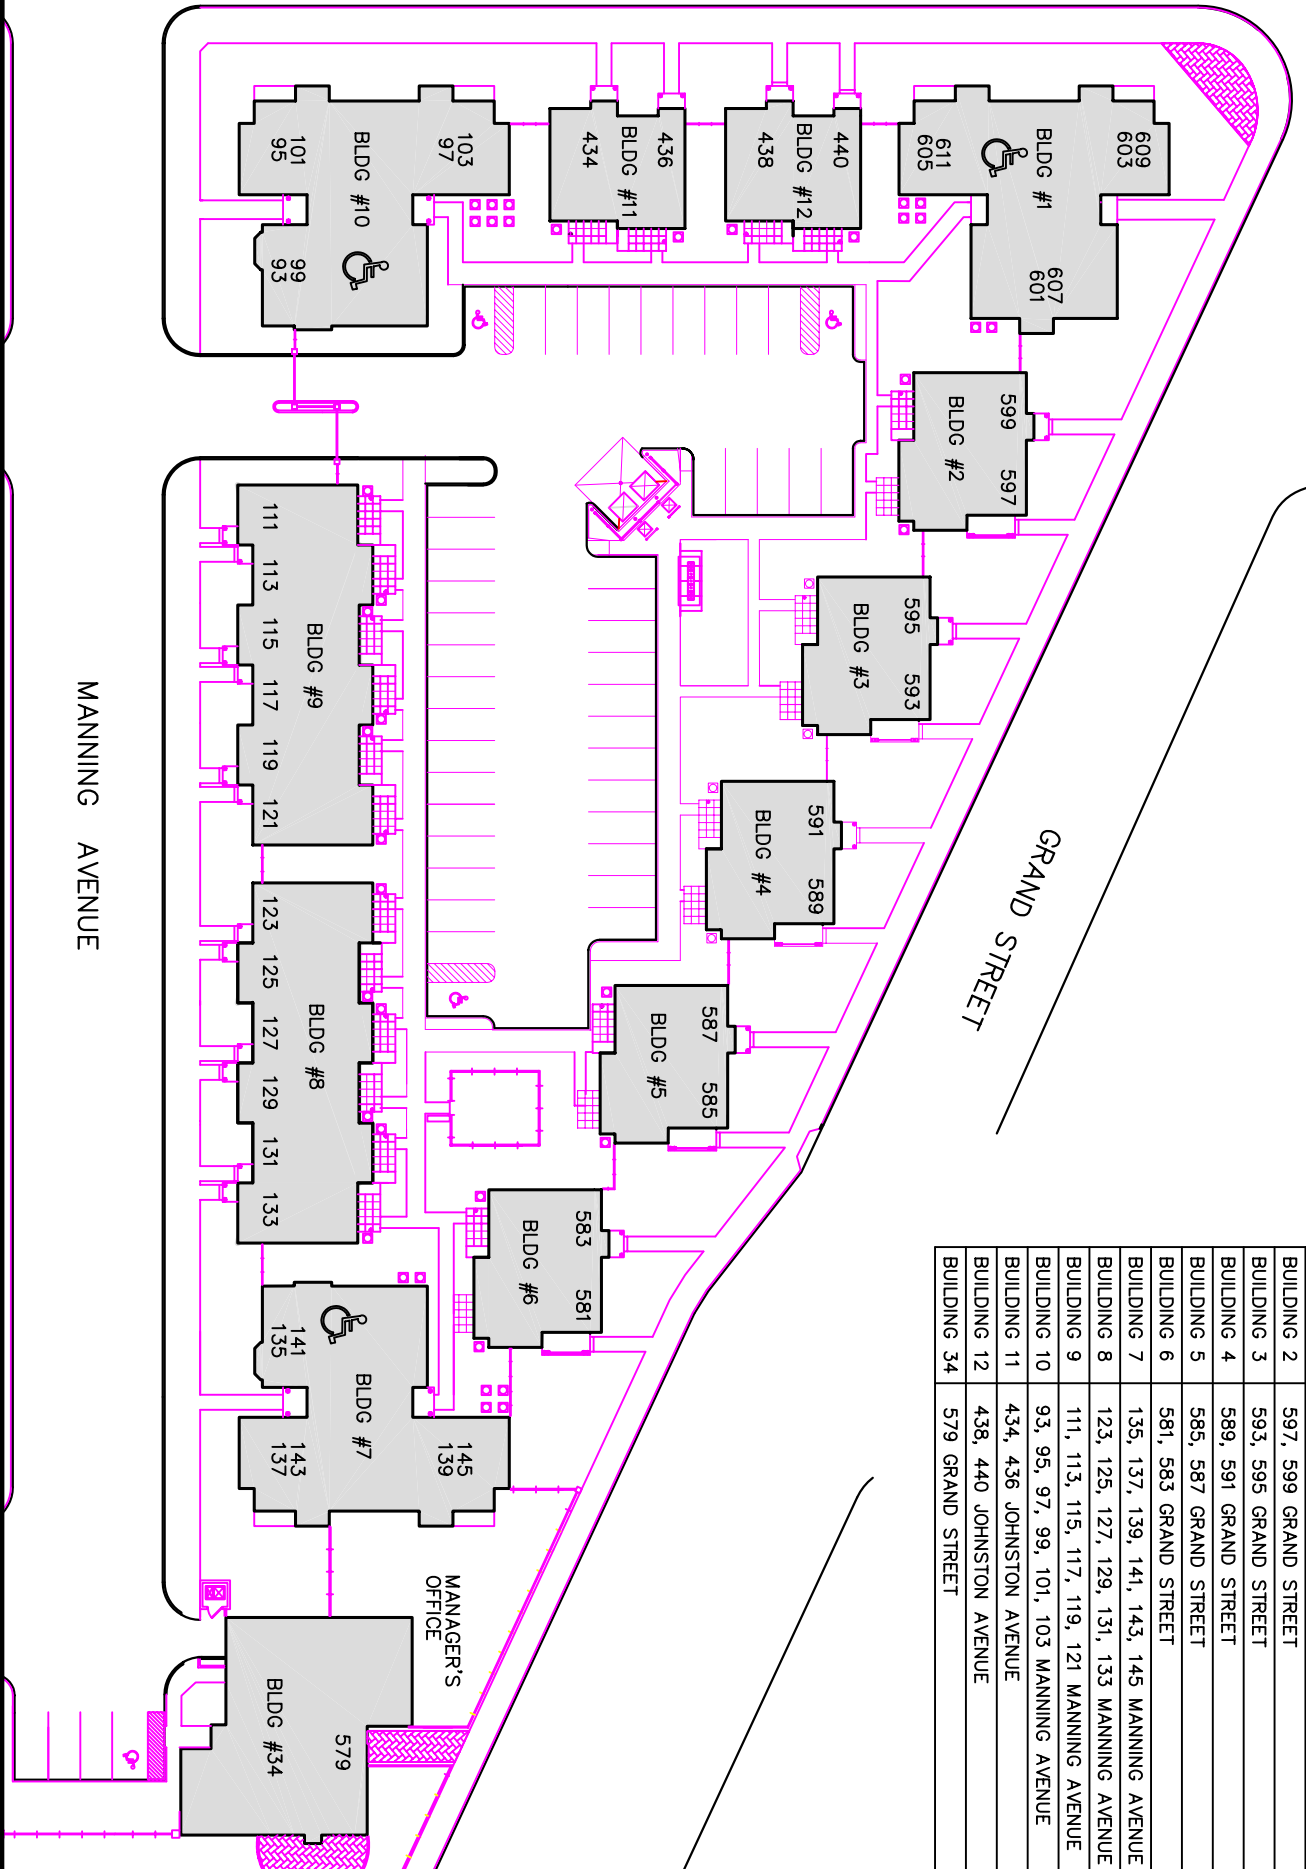 BUILDING 2 597, 599 GRAND STREET
BUILDING 3 593, 595 GRAND STREET
BUILDING 4 589, 591 GRAND STREET
BUILDING 5 585, 587 GRAND STREET
BUILDING 6 581, 583 GRAND STREET
BUILDING 7 135, 137, 139, 141, 143, 145 MANNING AVENUE
BUILDING 8 123, 125, 127, 129, 131, 133 MANNING AVENUE
BUILDING 9 111, 113, 115, 117, 119, 121 MANNING AVENUE
BUILDING 10 93, 95, 97, 99, 101, 103 MANNING AVENUE
BUILDING 11 434, 436 JOHNSTON AVENUE
BUILDING 12 438, 440 JOHNSTON AVENUE
BUILDING 34 579 GRAND STREET
GRAND STREET
609
603
BLDG #1
611
605
607
601
440
BLDG #12
438
436
BLDG #11
434
103
97
BLDG #10
101
95
99
93
599
597
BLDG #2
595
593
BLDG #3
591
589
BLDG #4
587
585
BLDG #5
583
581
BLDG #6
BLDG #9
111
113
115
117
119
121
BLDG #8
123
125
127
129
131
133
BLDG #7
141
135
143
137
145
139
MANAGER'S
OFFICE
579
BLDG #34
MANNING AVENUE